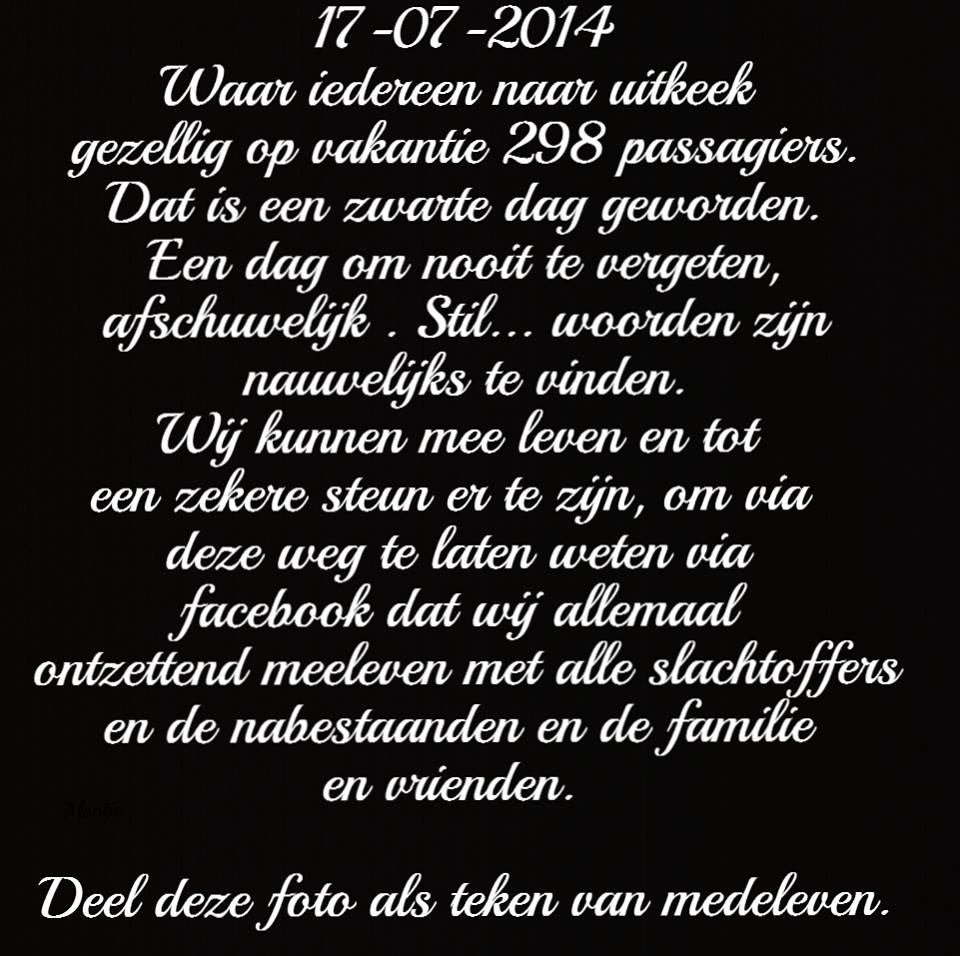 17-07-2014
Waar iedereen naar uitkeek
gezellig op vakantie 298 passagiers.
Dat is een zwarte dag geworden.
Een dag om nooit te vergeten,
afschuwelijk . Stil... woorden zijn
nauwelijks te vinden.
Wij kunnen mee leven en tot
een zekere steun er te zijn, om via
deze weg te laten weten via
facebook dat wij allemaal
ontzettend meeleven met alle slachtoffers
en de nabestaanden en de familie
en vrienden.
Deel deze foto als teken van medeleven.